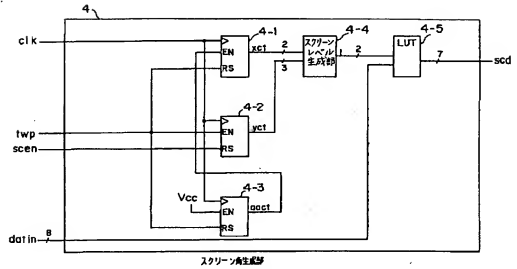 4
clk
4-1
EN
RS
xct
2
3
スクリーン
レベル
生成部
4-4
1
2
LUT
4-5
7
scd
4-2
EN
RS
yct
twp
scen
4-3
Vcc
EN
RS
aact
datin
8
スクリーン角生成部